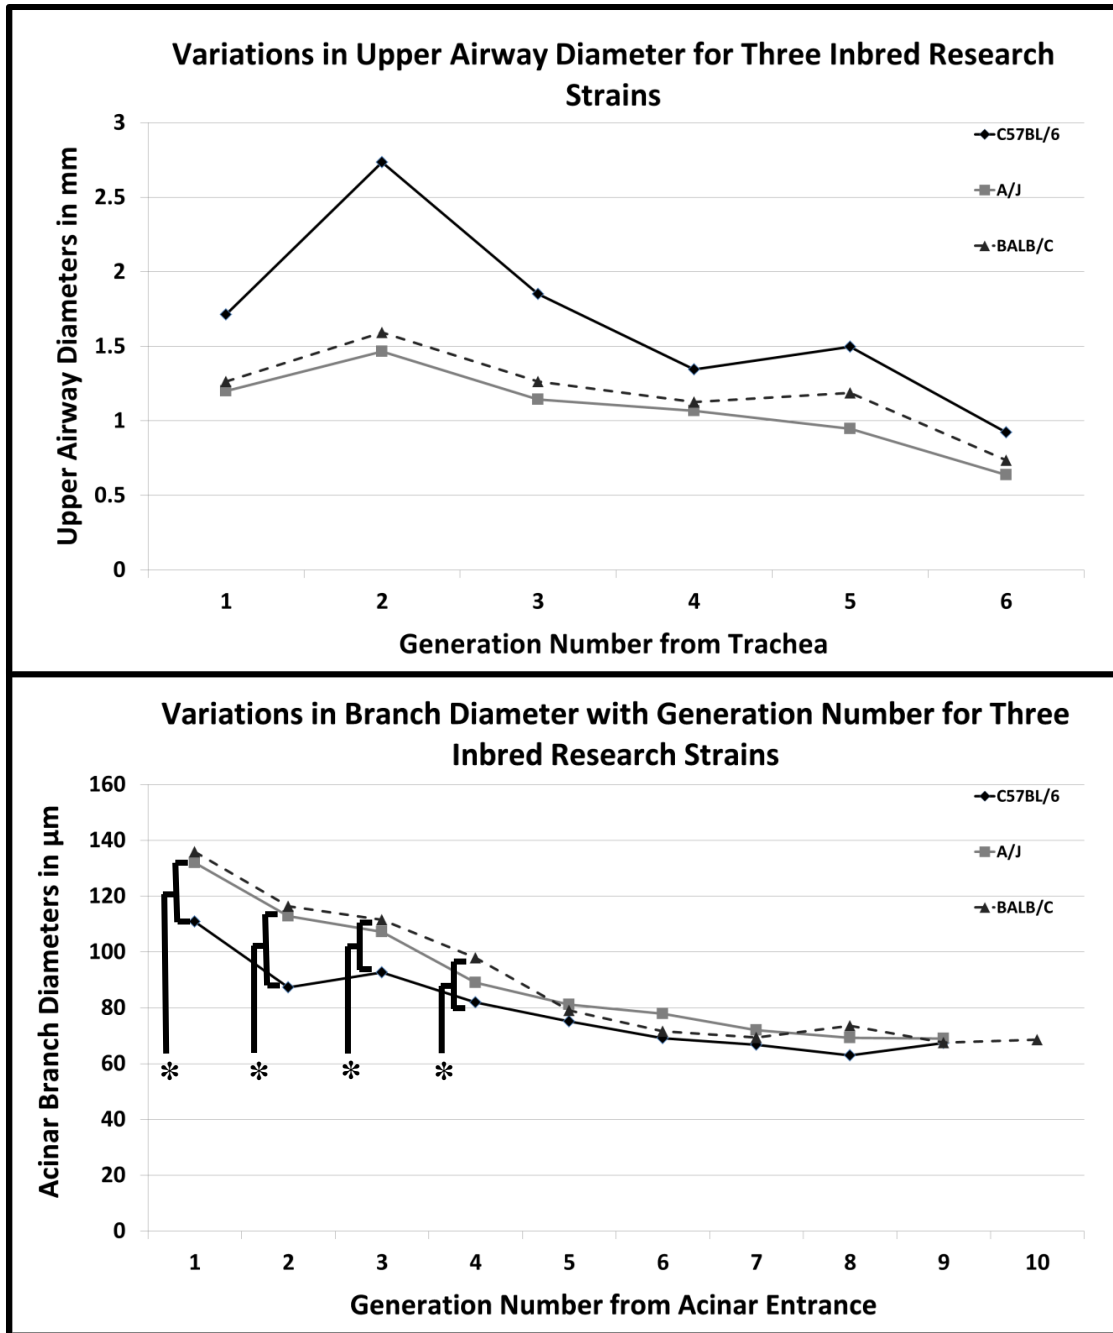 Variations in Upper Airway Diameter for Three Inbred Research
Strains
Upper Airway Diameters in mm
3
2.5
2
1.5
1
0.5
0
C57BL/6
A/J
BALB/C
1 2 3 4 5 6
Generation Number from Trachea
Variations in Branch Diameter with Generation Number for Three
Inbred Research Strains
Acinar Branch Diameters in µm
160
140
120
100
80
60
40
20
0
C57BL/6
A/J
BALB/C
* * * *
1 2 3 4 5 6 7 8 9 10
Generation Number from Acinar Entrance